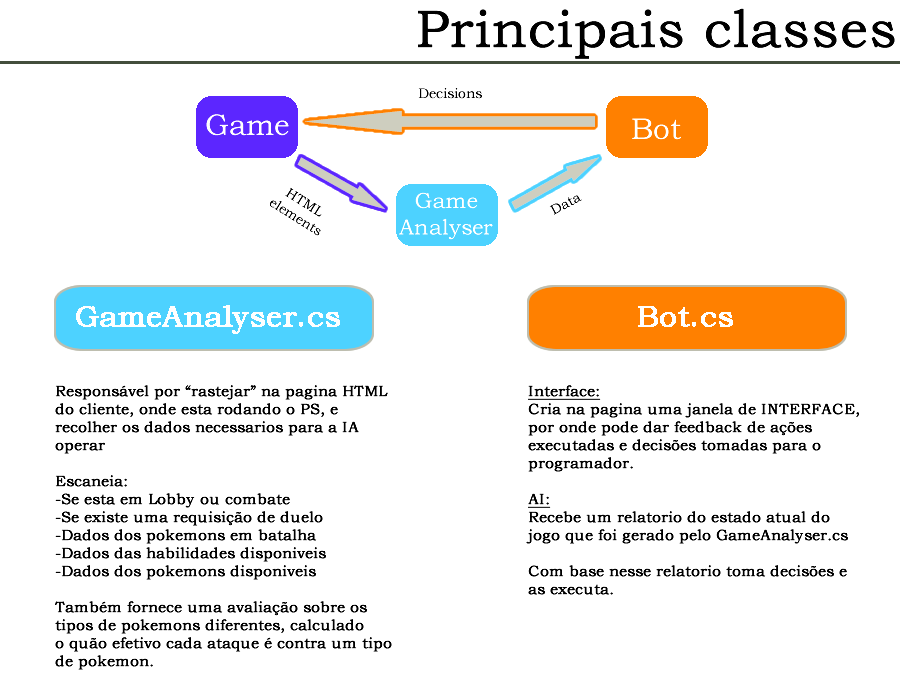 Principais classes
Decisions
Game
Bot
HTML
elements
Game
Analyser
Data
GameAnalyser.cs
Responsável por “rastejar” na pagina HTML
do cliente, onde esta rodando o PS, e
recolher os dados necessarios para a IA
operar
Escaneia:
-Se esta em Lobby ou combate
-Se existe uma requisição de duelo
-Dados dos pokemons em batalha
-Dados das habilidades disponiveis
-Dados dos pokemons disponiveis
Também fornece uma avaliação sobre os
tipos de pokemons diferentes, calculado
o quão efetivo cada ataque é contra um tipo
de pokemon.
Bot.cs
Interface:
Cria na pagina uma janela de INTERFACE,
por onde pode dar feedback de ações
executadas e decisões tomadas para o
programador.
AI:
Recebe um relatorio do estado atual do
jogo que foi gerado pelo GameAnalyser.cs
Com base nesse relatorio toma decisões e
as executa.